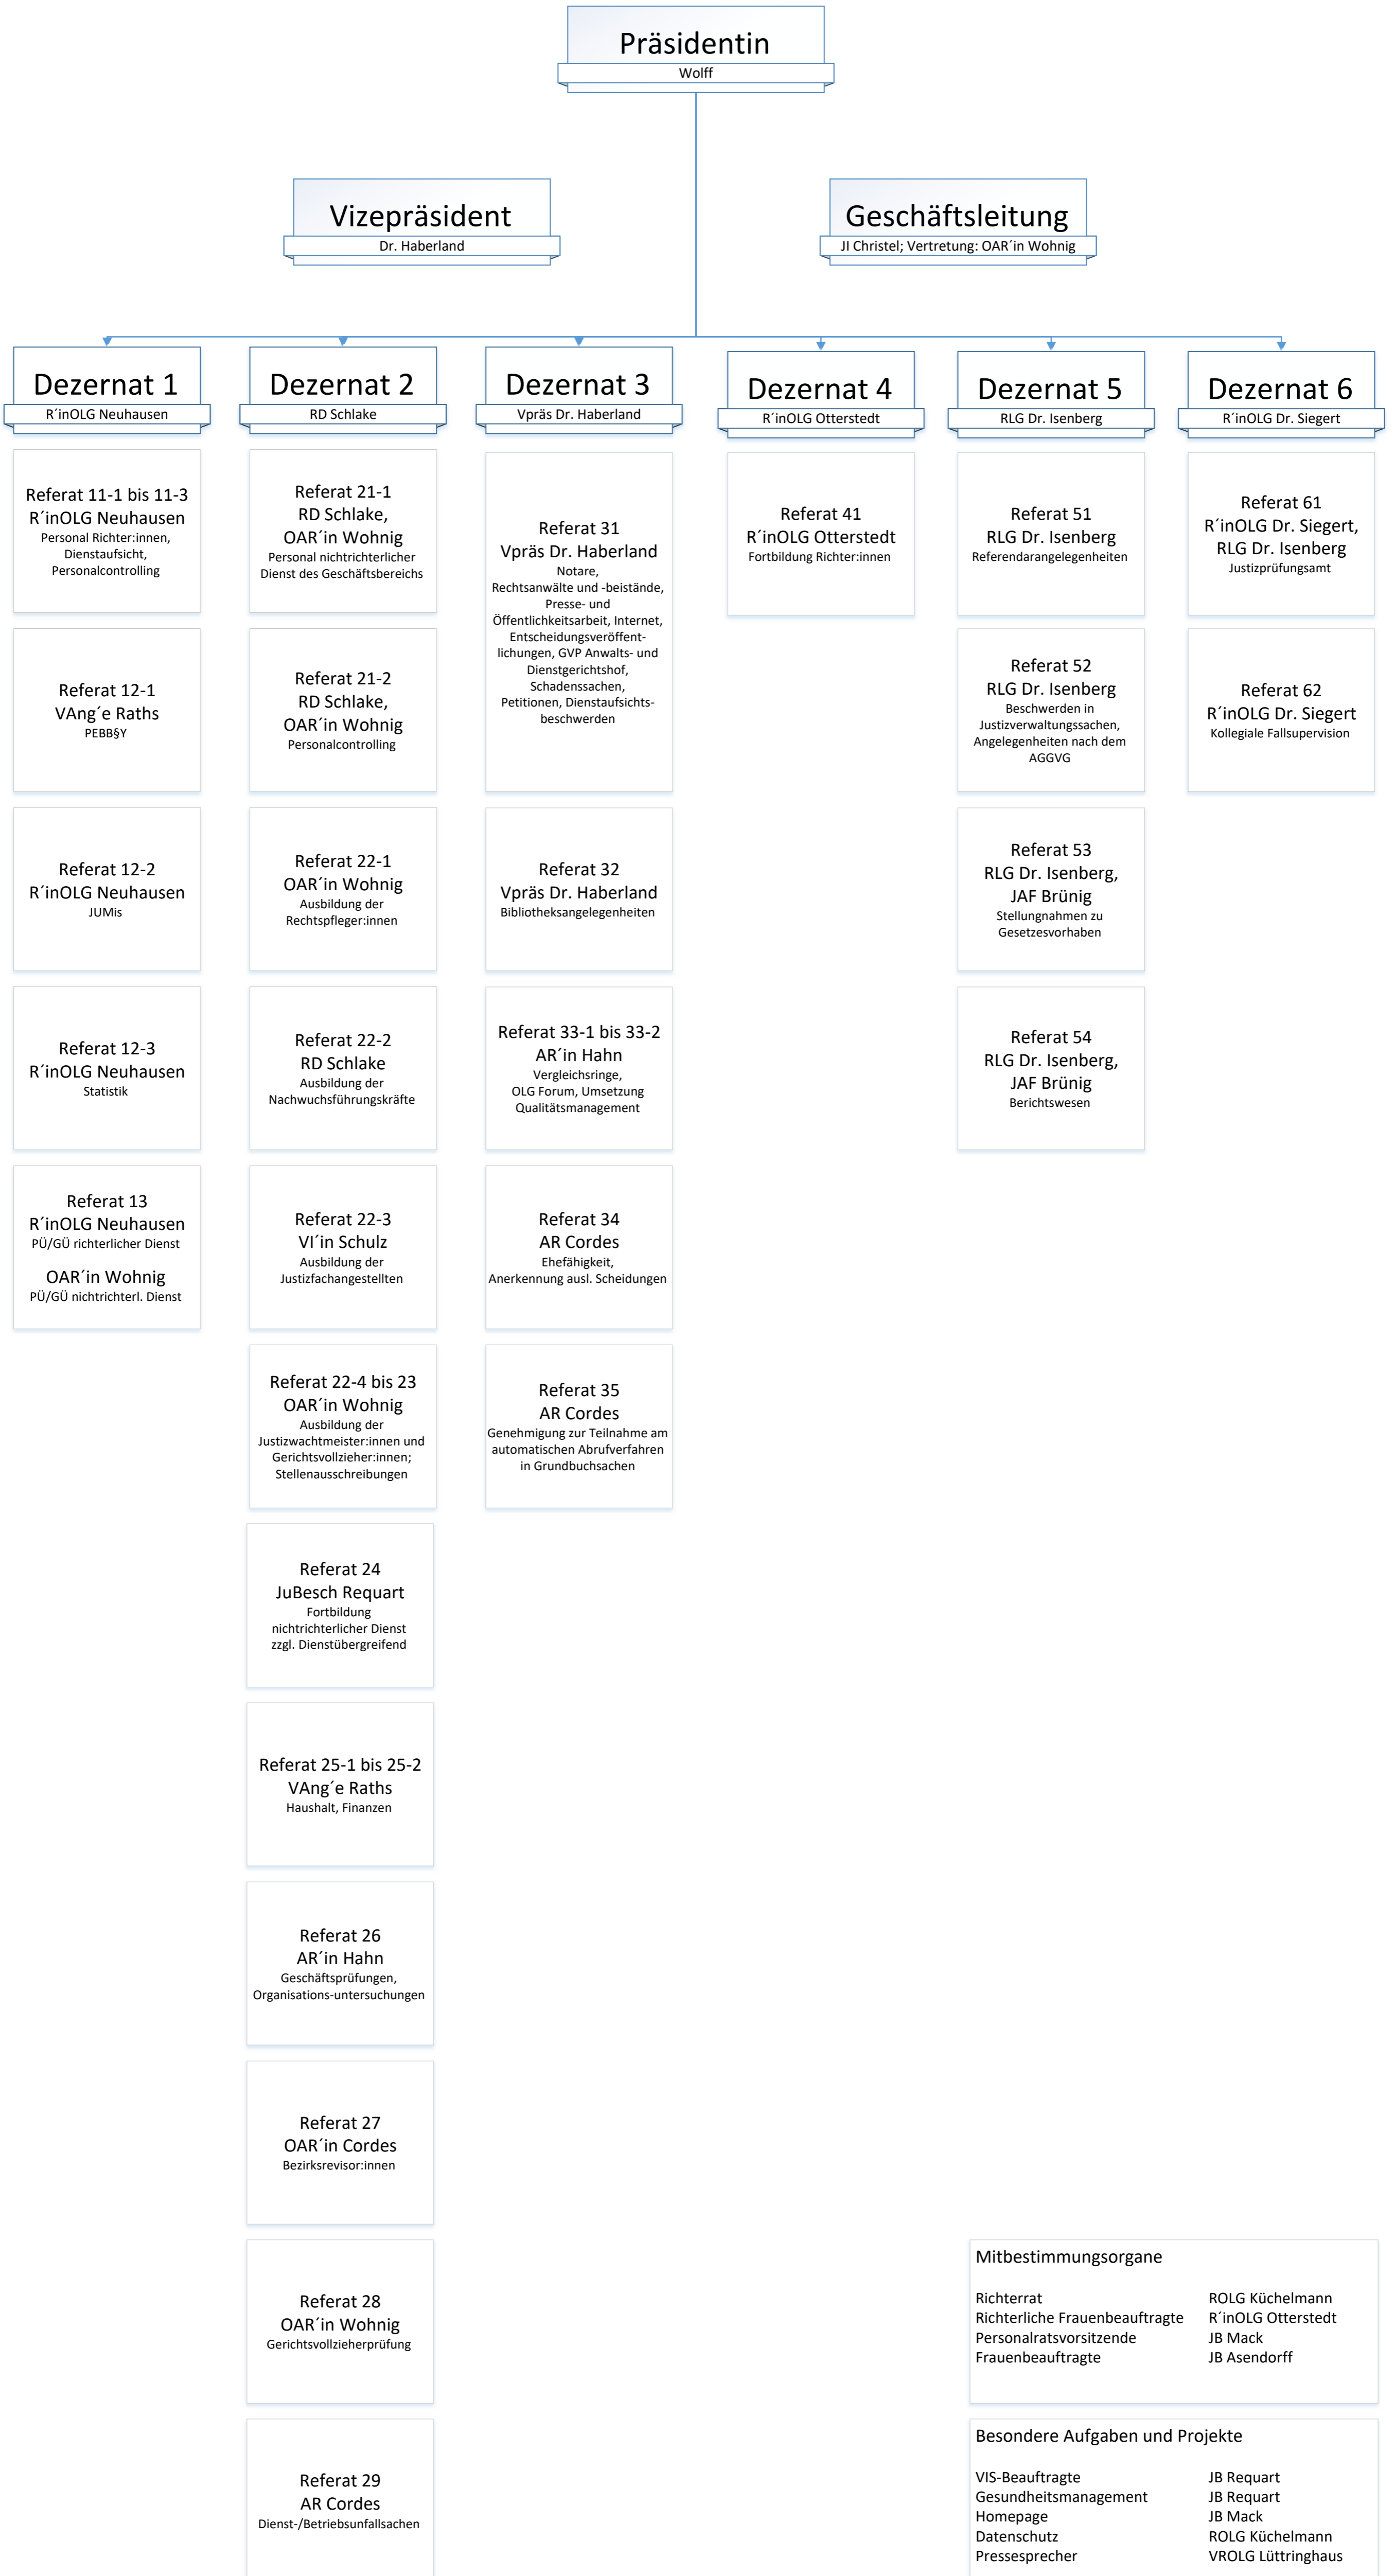 Präsidentin
Wolff
Vizepräsident
Dr. Haberland
Geschäftsleitung
JI Christel; Vertretung: OAR´in Wohnig
Dezernat 1
R´inOLG Neuhausen
Referat 11-1 bis 11-3
R´inOLG Neuhausen
Personal Richter:innen,
Dienstaufsicht,
Personalcontrolling
Referat 12-1
VAng´e Raths
PEBB§Y
Referat 12-2
R´inOLG Neuhausen
JUMis
Referat 12-3
R´inOLG Neuhausen
Statistik
Referat 13
R´inOLG Neuhausen
PÜ/GÜ richterlicher Dienst
OAR´in Wohnig
PÜ/GÜ nichtrichterl. Dienst
Dezernat 2
RD Schlake
Referat 21-1
RD Schlake,
OAR´in Wohnig
Personal nichtrichterlicher
Dienst des Geschäftsbereichs
Referat 21-2
RD Schlake,
OAR´in Wohnig
Personalcontrolling
Referat 22-1
OAR´in Wohnig
Ausbildung der
Rechtspfleger:innen
Referat 22-2
RD Schlake
Ausbildung der
Nachwuchsführungskräfte
Referat 22-3
VI´in Schulz
Ausbildung der
Justizfachangestellten
Referat 22-4 bis 23
OAR´in Wohnig
Ausbildung der
Justizwachtmeister:innen und
Gerichtsvollzieher:innen;
Stellenausschreibungen
Referat 24
JuBesch Requart
Fortbildung
nichtrichterlicher Dienst
zzgl. Dienstübergreifend
Referat 25-1 bis 25-2
VAng´e Raths
Haushalt, Finanzen
Referat 26
AR´in Hahn
Geschäftsprüfungen,
Organisations-untersuchungen
Referat 27
OAR´in Cordes
Bezirksrevisor:innen
Referat 28
OAR´in Wohnig
Gerichtsvollzieherprüfung
Referat 29
AR Cordes
Dienst-/Betriebsunfallsachen
Dezernat 3
Vpräs Dr. Haberland
Referat 31
Vpräs Dr. Haberland
Notare,
Rechtsanwälte und -beistände,
Presse- und
Öffentlichkeitsarbeit, Internet,
Entscheidungsveröffent-
lichungen, GVP Anwalts- und
Dienstgerichtshof,
Schadenssachen,
Petitionen, Dienstaufsichts-
beschwerden
Referat 32
Vpräs Dr. Haberland
Bibliotheksangelegenheiten
Referat 33-1 bis 33-2
AR´in Hahn
Vergleichsringe,
OLG Forum, Umsetzung
Qualitätsmanagement
Referat 34
AR Cordes
Ehefähigkeit,
Anerkennung ausl. Scheidungen
Referat 35
AR Cordes
Genehmigung zur Teilnahme am
automatischen Abrufverfahren
in Grundbuchsachen
Dezernat 4
R´inOLG Otterstedt
Referat 41
R´inOLG Otterstedt
Fortbildung Richter:innen
Dezernat 5
RLG Dr. Isenberg
Referat 51
RLG Dr. Isenberg
Referendarangelegenheiten
Referat 52
RLG Dr. Isenberg
Beschwerden in
Justizverwaltungssachen,
Angelegenheiten nach dem
AGGVG
Referat 53
RLG Dr. Isenberg,
JAF Brünig
Stellungnahmen zu
Gesetzesvorhaben
Referat 54
RLG Dr. Isenberg,
JAF Brünig
Berichtswesen
Dezernat 6
R´inOLG Dr. Siegert
Referat 61
R´inOLG Dr. Siegert,
RLG Dr. Isenberg
Justizprüfungsamt
Referat 62
R´inOLG Dr. Siegert
Kollegiale Fallsupervision
Mitbestimmungsorgane
Richterrat ROLG Küchelmann
Richterliche Frauenbeauftragte R´inOLG Otterstedt
Personalratsvorsitzende JB Mack
Frauenbeauftragte JB Asendorff
Besondere Aufgaben und Projekte
VIS-Beauftragte JB Requart
Gesundheitsmanagement JB Requart
Homepage JB Mack
Datenschutz ROLG Küchelmann
Pressesprecher VROLG Lüttringhaus